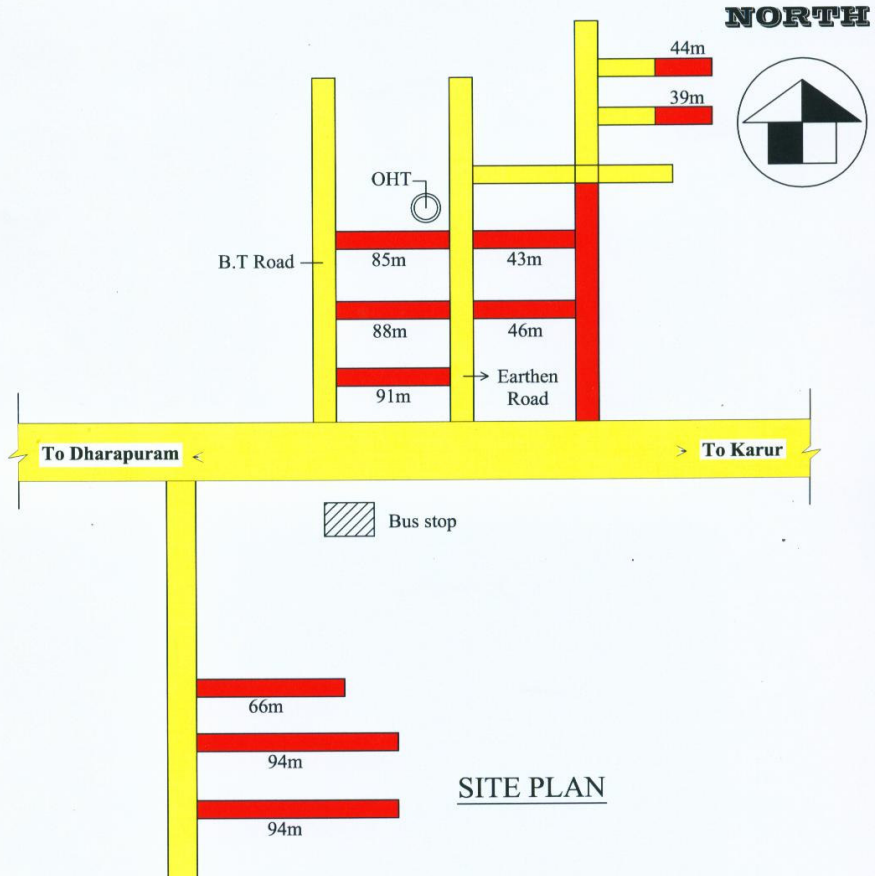 NORTH
44m
39m
OHT
B.T Road
85m
43m
88m
46m
91m
Earthen
Road
To Dharapuram
To Karur
Bus stop
66m
94m
SITE PLAN
94m